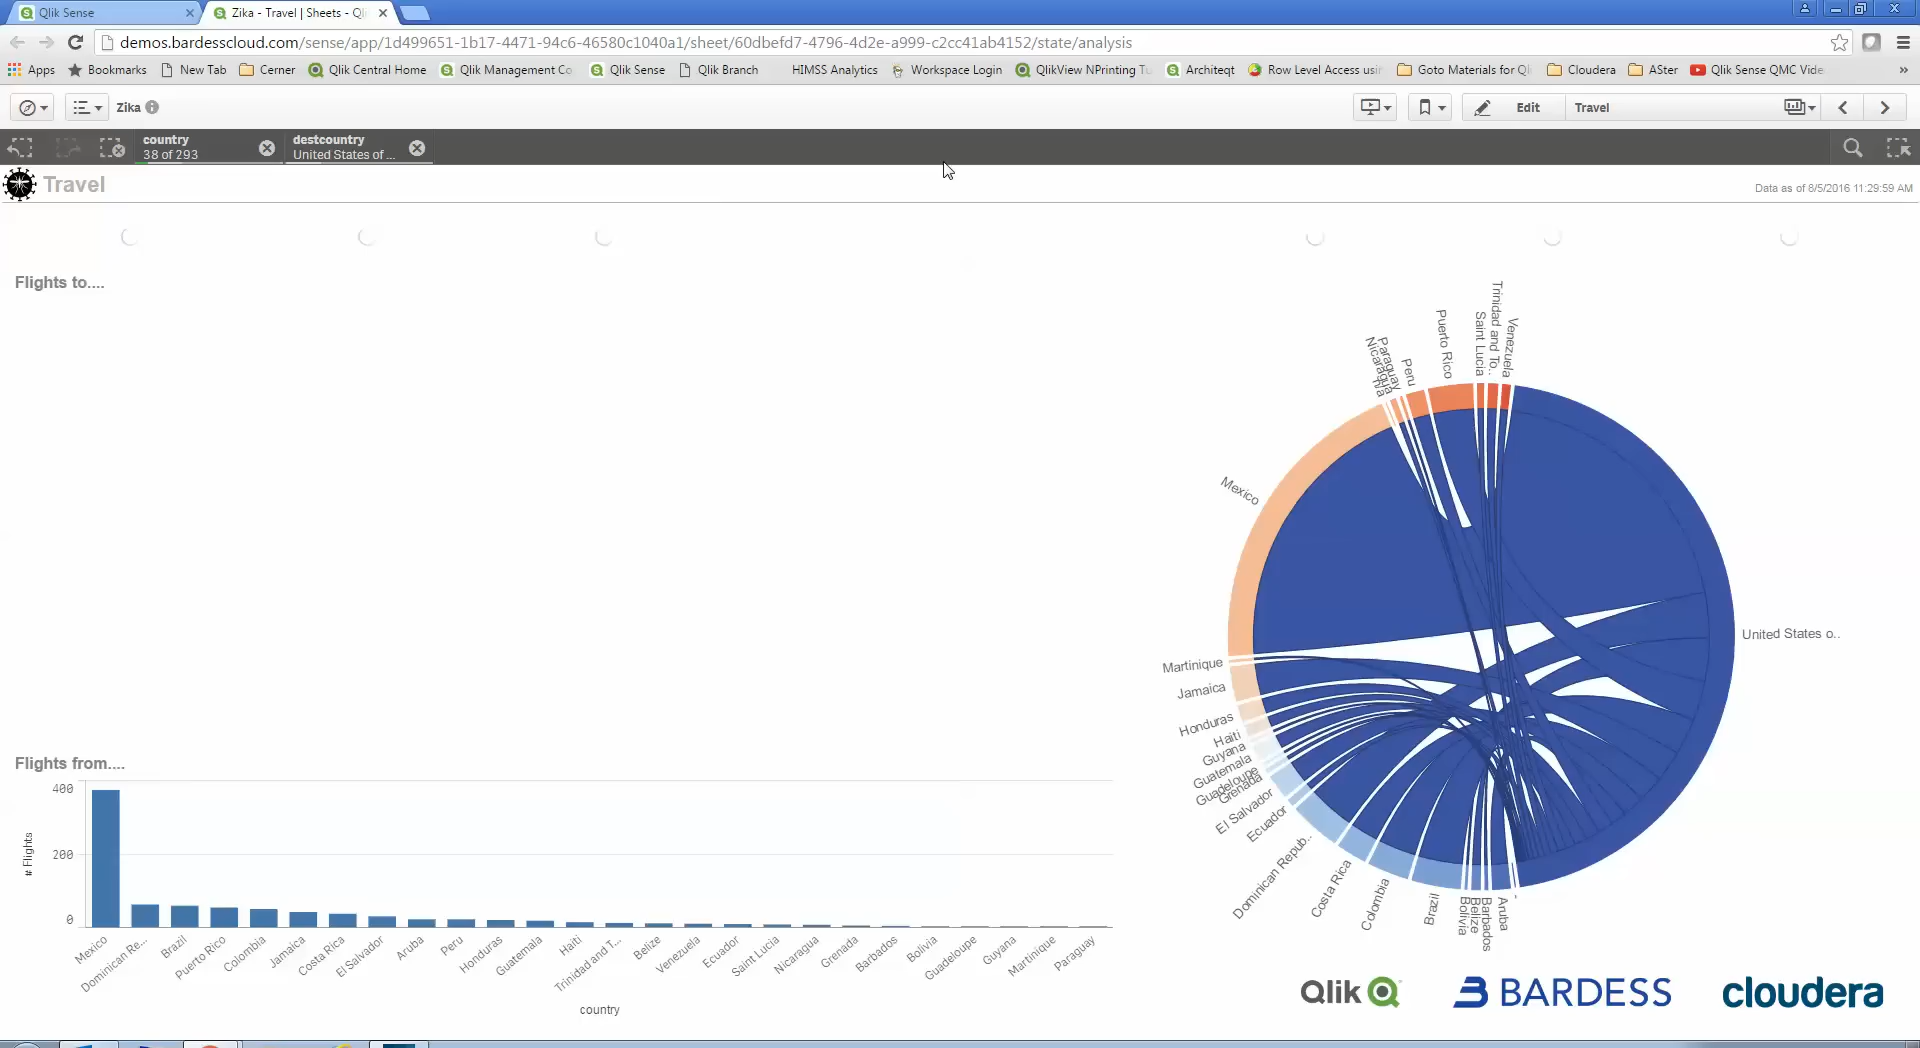 Qlik Sense
Zika - Travel | Sheets - Ql
demos.bardesscloud.com/sense/app/1d499651-1b17-4471-94c6-46580c1040a1/sheet/60dbefd7-4796-4d2e-a999-c2cc41ab4152/state/analysis
Apps Bookmarks New Tab Cerner Qlik Central Home Qlik Management Co Qlik Sense Qlik Branch HIMSS Analytics Workspace Login QlikView NPrinting Tu Architeqt Row Level Access usin Goto Materials for Ql Cloudera ASter Qlik Sense QMC Vide »
Zika
Edit
Travel
country
38 of 293
destcountry
United States of ...
Travel
Data as of 8/5/2016 11:29:59 AM
Flights to....
Flights from....
# Flights
400
200
0
Mexico
Dominican Re...
Brazil
Puerto Rico
Colombia
Jamaica
Costa Rica
El Salvador
Aruba
Peru
Honduras
Guatemala
Haiti
Trinidad and T...
Belize
Venezuela
Ecuador
Saint Lucia
Nicaragua
Grenada
Barbados
Bolivia
Guadeloupe
Guyana
Martinique
Paraguay
country
Nicaragua
Paraguay
Peru
Puerto Rico
Saint Lucia
Trinidad and To..
Venezuela
Mexico
United States o..
Martinique
Jamaica
Honduras
Haiti
Guyana
Guatemala
Guadeloupe
Grenada
El Salvador
Ecuador
Dominican Repub..
Costa Rica
Colombia
Brazil
Bolivia
Belize
Barbados
Aruba
-
Qlik
BARDESS
cloudera